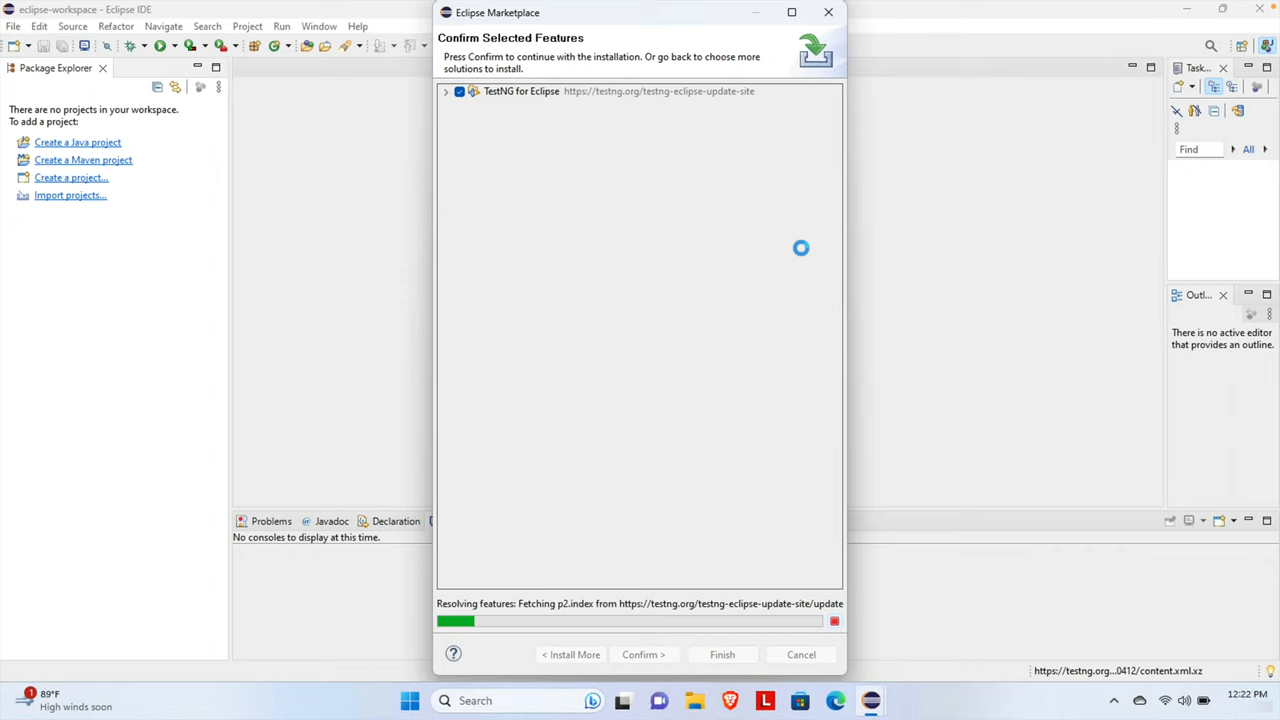 eclipse-workspace - Eclipse IDE
File Edit Source Refactor Navigate Search Project Run Window Help
Package Explorer
There are no projects in your workspace.
To add a project:
Create a Java project
Create a Maven project
Create a project...
Import projects...
Eclipse Marketplace
Confirm Selected Features
Press Confirm to continue with the installation. Or go back to choose more
solutions to install.
TestNG for Eclipse https://testng.org/testng-eclipse-update-site
Resolving features: Fetching p2.index from https://testng.org/testng-eclipse-update-site/update
< Install More Confirm > Finish Cancel
Problems Javadoc Declaration
No consoles to display at this time.
Task...
Find All
Outl...
There is no active editor
that provides an outline.
https://testng.org...0412/content.xml.xz
1
89°F
High winds soon
Search
L
12:22 PM